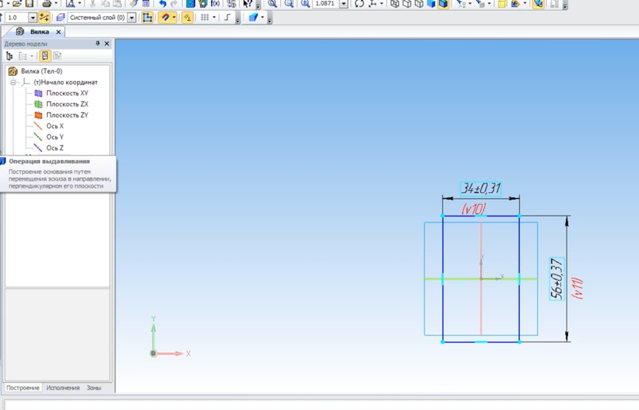 1.0871
1.0
Системный слой (0)
Вилка
Дерево модели
Вилка (Тел-0)
(т)Начало координат
Плоскость XY
Плоскость ZX
Плоскость ZY
Ось X
Ось Y
Ось Z
Операция выдавливания
Построение основания путем
перемещения эскиза в направлении,
перпендикулярном его плоскости
34±0,31
(v10)
56±0,37
(v11)
Y
X
Построение
Исполнения
Зоны